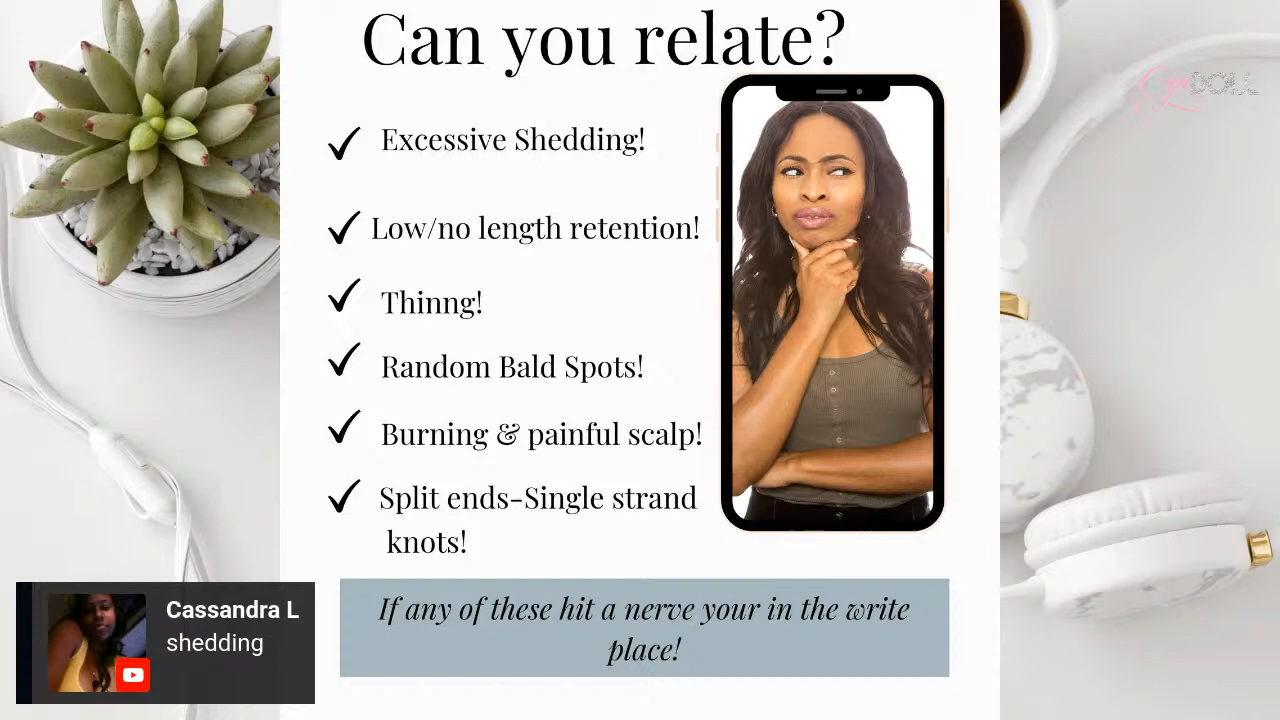 Can you relate?
Excessive Shedding!
Low/no length retention!
Thinng!
Random Bald Spots!
Burning & painful scalp!
Split ends-Single strand
knots!
If any of these hit a nerve your in the write
place!
Cassandra L
shedding